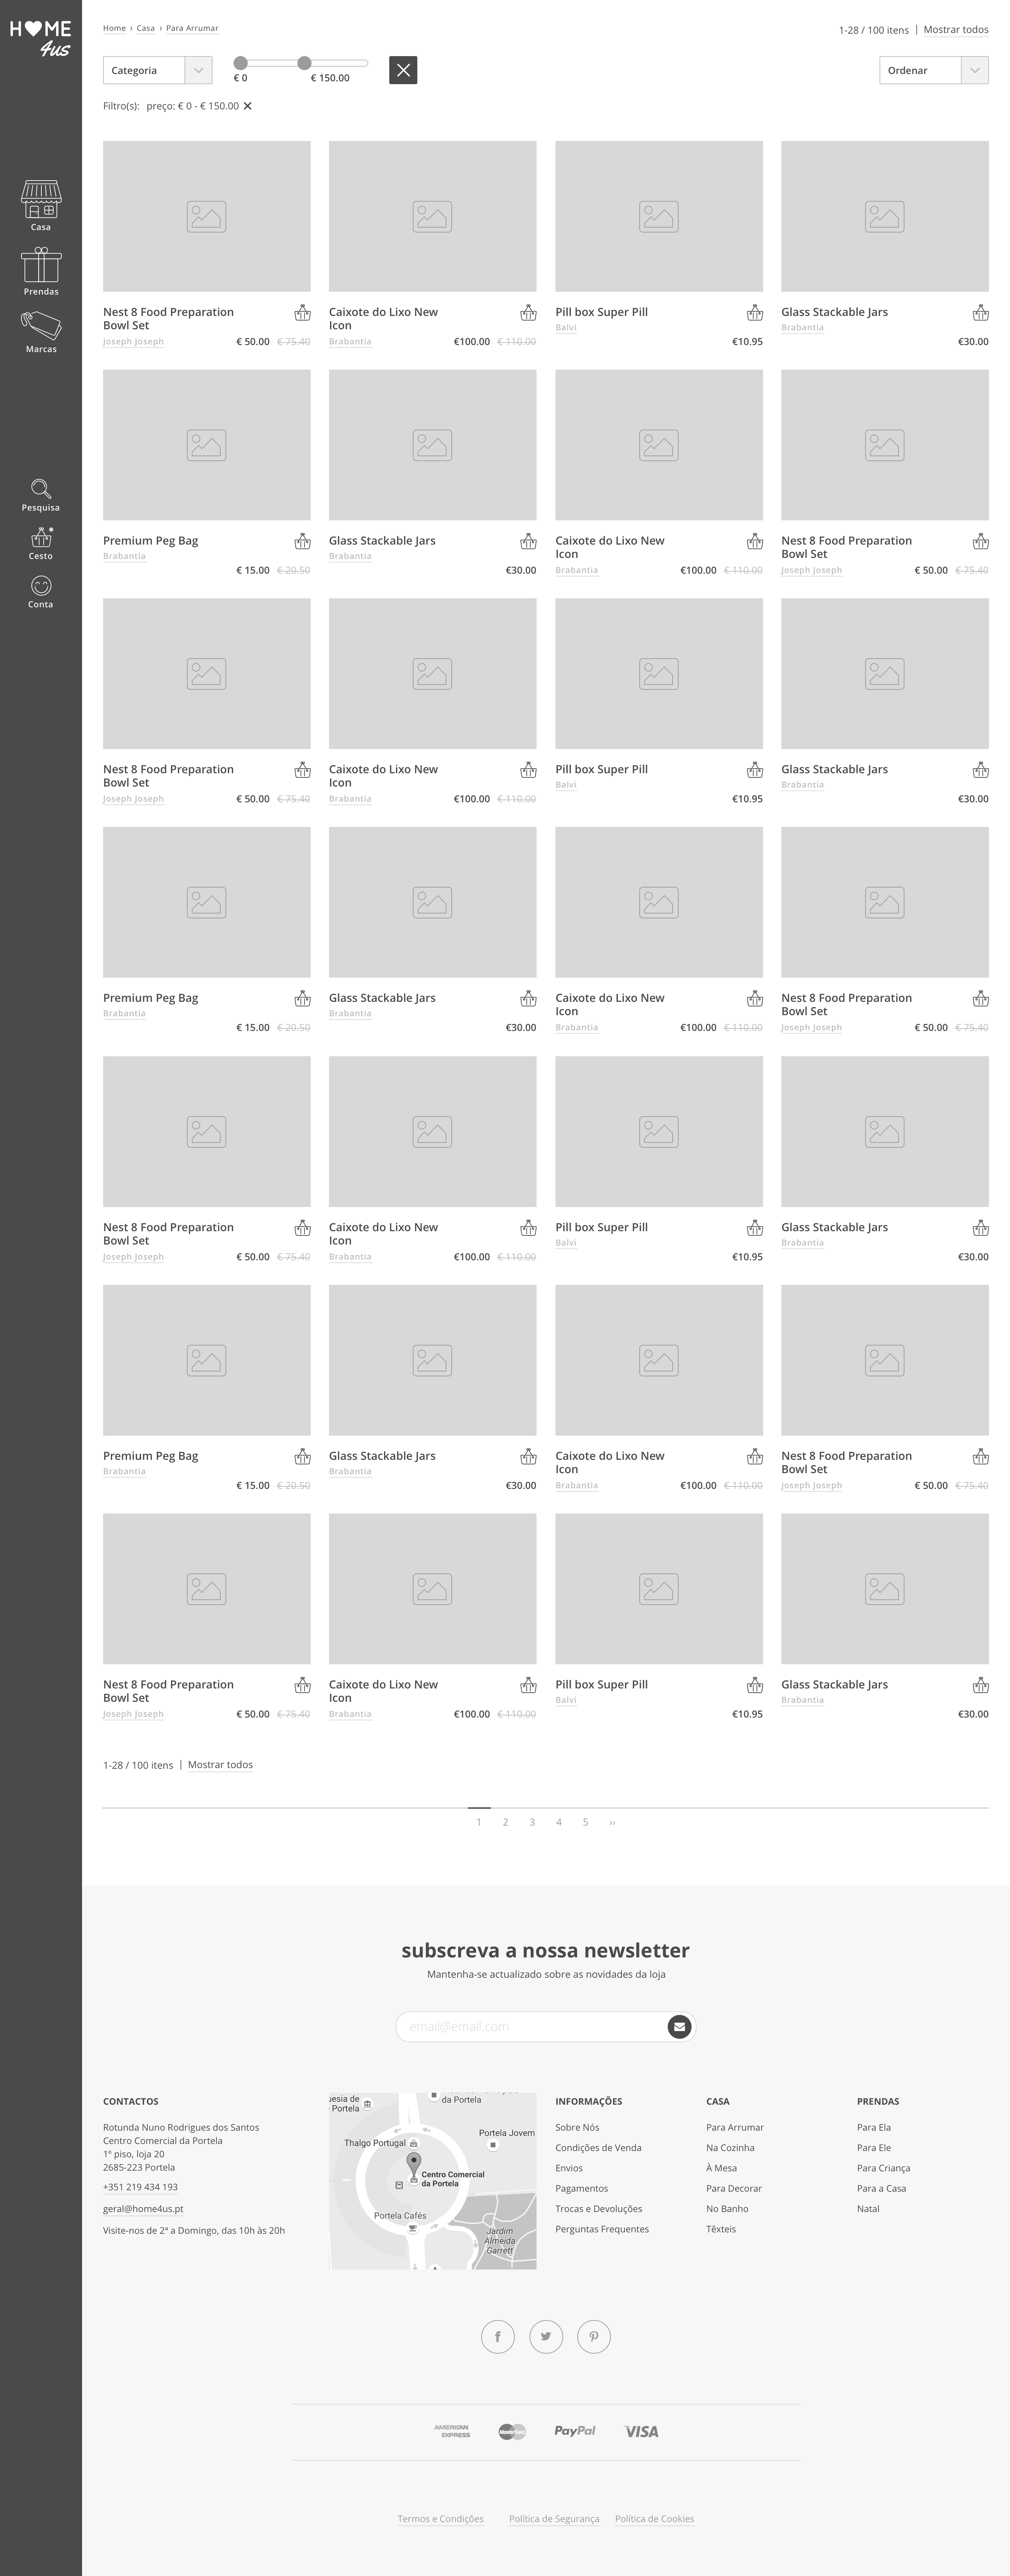 HOME
4us
Casa
Prendas
Marcas
Pesquisa
Cesto
Conta
Home › Casa › Para Arrumar
1-28 / 100 itens | Mostrar todos
Categoria
€ 0 € 150.00
Ordenar
Filtro(s): preço: € 0 - € 150.00
Nest 8 Food Preparation
Bowl Set
Joseph Joseph € 50.00 € 75.40
Caixote do Lixo New
Icon
Brabantia €100.00 € 110.00
Pill box Super Pill
Balvi
€10.95
Glass Stackable Jars
Brabantia
€30.00
Premium Peg Bag
Brabantia
€ 15.00 € 20.50
Glass Stackable Jars
Brabantia
€30.00
Caixote do Lixo New
Icon
Brabantia €100.00 € 110.00
Nest 8 Food Preparation
Bowl Set
Joseph Joseph € 50.00 € 75.40
Nest 8 Food Preparation
Bowl Set
Joseph Joseph € 50.00 € 75.40
Caixote do Lixo New
Icon
Brabantia €100.00 € 110.00
Pill box Super Pill
Balvi
€10.95
Glass Stackable Jars
Brabantia
€30.00
Premium Peg Bag
Brabantia
€ 15.00 € 20.50
Glass Stackable Jars
Brabantia
€30.00
Caixote do Lixo New
Icon
Brabantia €100.00 € 110.00
Nest 8 Food Preparation
Bowl Set
Joseph Joseph € 50.00 € 75.40
Nest 8 Food Preparation
Bowl Set
Joseph Joseph € 50.00 € 75.40
Caixote do Lixo New
Icon
Brabantia €100.00 € 110.00
Pill box Super Pill
Balvi
€10.95
Glass Stackable Jars
Brabantia
€30.00
Premium Peg Bag
Brabantia
€ 15.00 € 20.50
Glass Stackable Jars
Brabantia
€30.00
Caixote do Lixo New
Icon
Brabantia €100.00 € 110.00
Nest 8 Food Preparation
Bowl Set
Joseph Joseph € 50.00 € 75.40
Nest 8 Food Preparation
Bowl Set
Joseph Joseph € 50.00 € 75.40
Caixote do Lixo New
Icon
Brabantia €100.00 € 110.00
Pill box Super Pill
Balvi
€10.95
Glass Stackable Jars
Brabantia
€30.00
1-28 / 100 itens | Mostrar todos
1 2 3 4 5 ››
subscreva a nossa newsletter
Mantenha-se actualizado sobre as novidades da loja
email@email.com
CONTACTOS
Rotunda Nuno Rodrigues dos Santos
Centro Comercial da Portela
1º piso, loja 20
2685-223 Portela
+351 219 434 193
geral@home4us.pt
Visite-nos de 2ª a Domingo, das 10h às 20h
uesia de
Portela
da Portela
Portela Jovem
Thalgo Portugal
Centro Comercial
da Portela
Portela Cafés
Jardim
Almeida
Garrett
INFORMAÇÕES
Sobre Nós
Condições de Venda
Envios
Pagamentos
Trocas e Devoluções
Perguntas Frequentes
CASA
Para Arrumar
Na Cozinha
À Mesa
Para Decorar
No Banho
Têxteis
PRENDAS
Para Ela
Para Ele
Para Criança
Para a Casa
Natal
AMERICAN
EXPRESS
MasterCard
PayPal
VISA
Termos e Condições Política de Segurança Política de Cookies